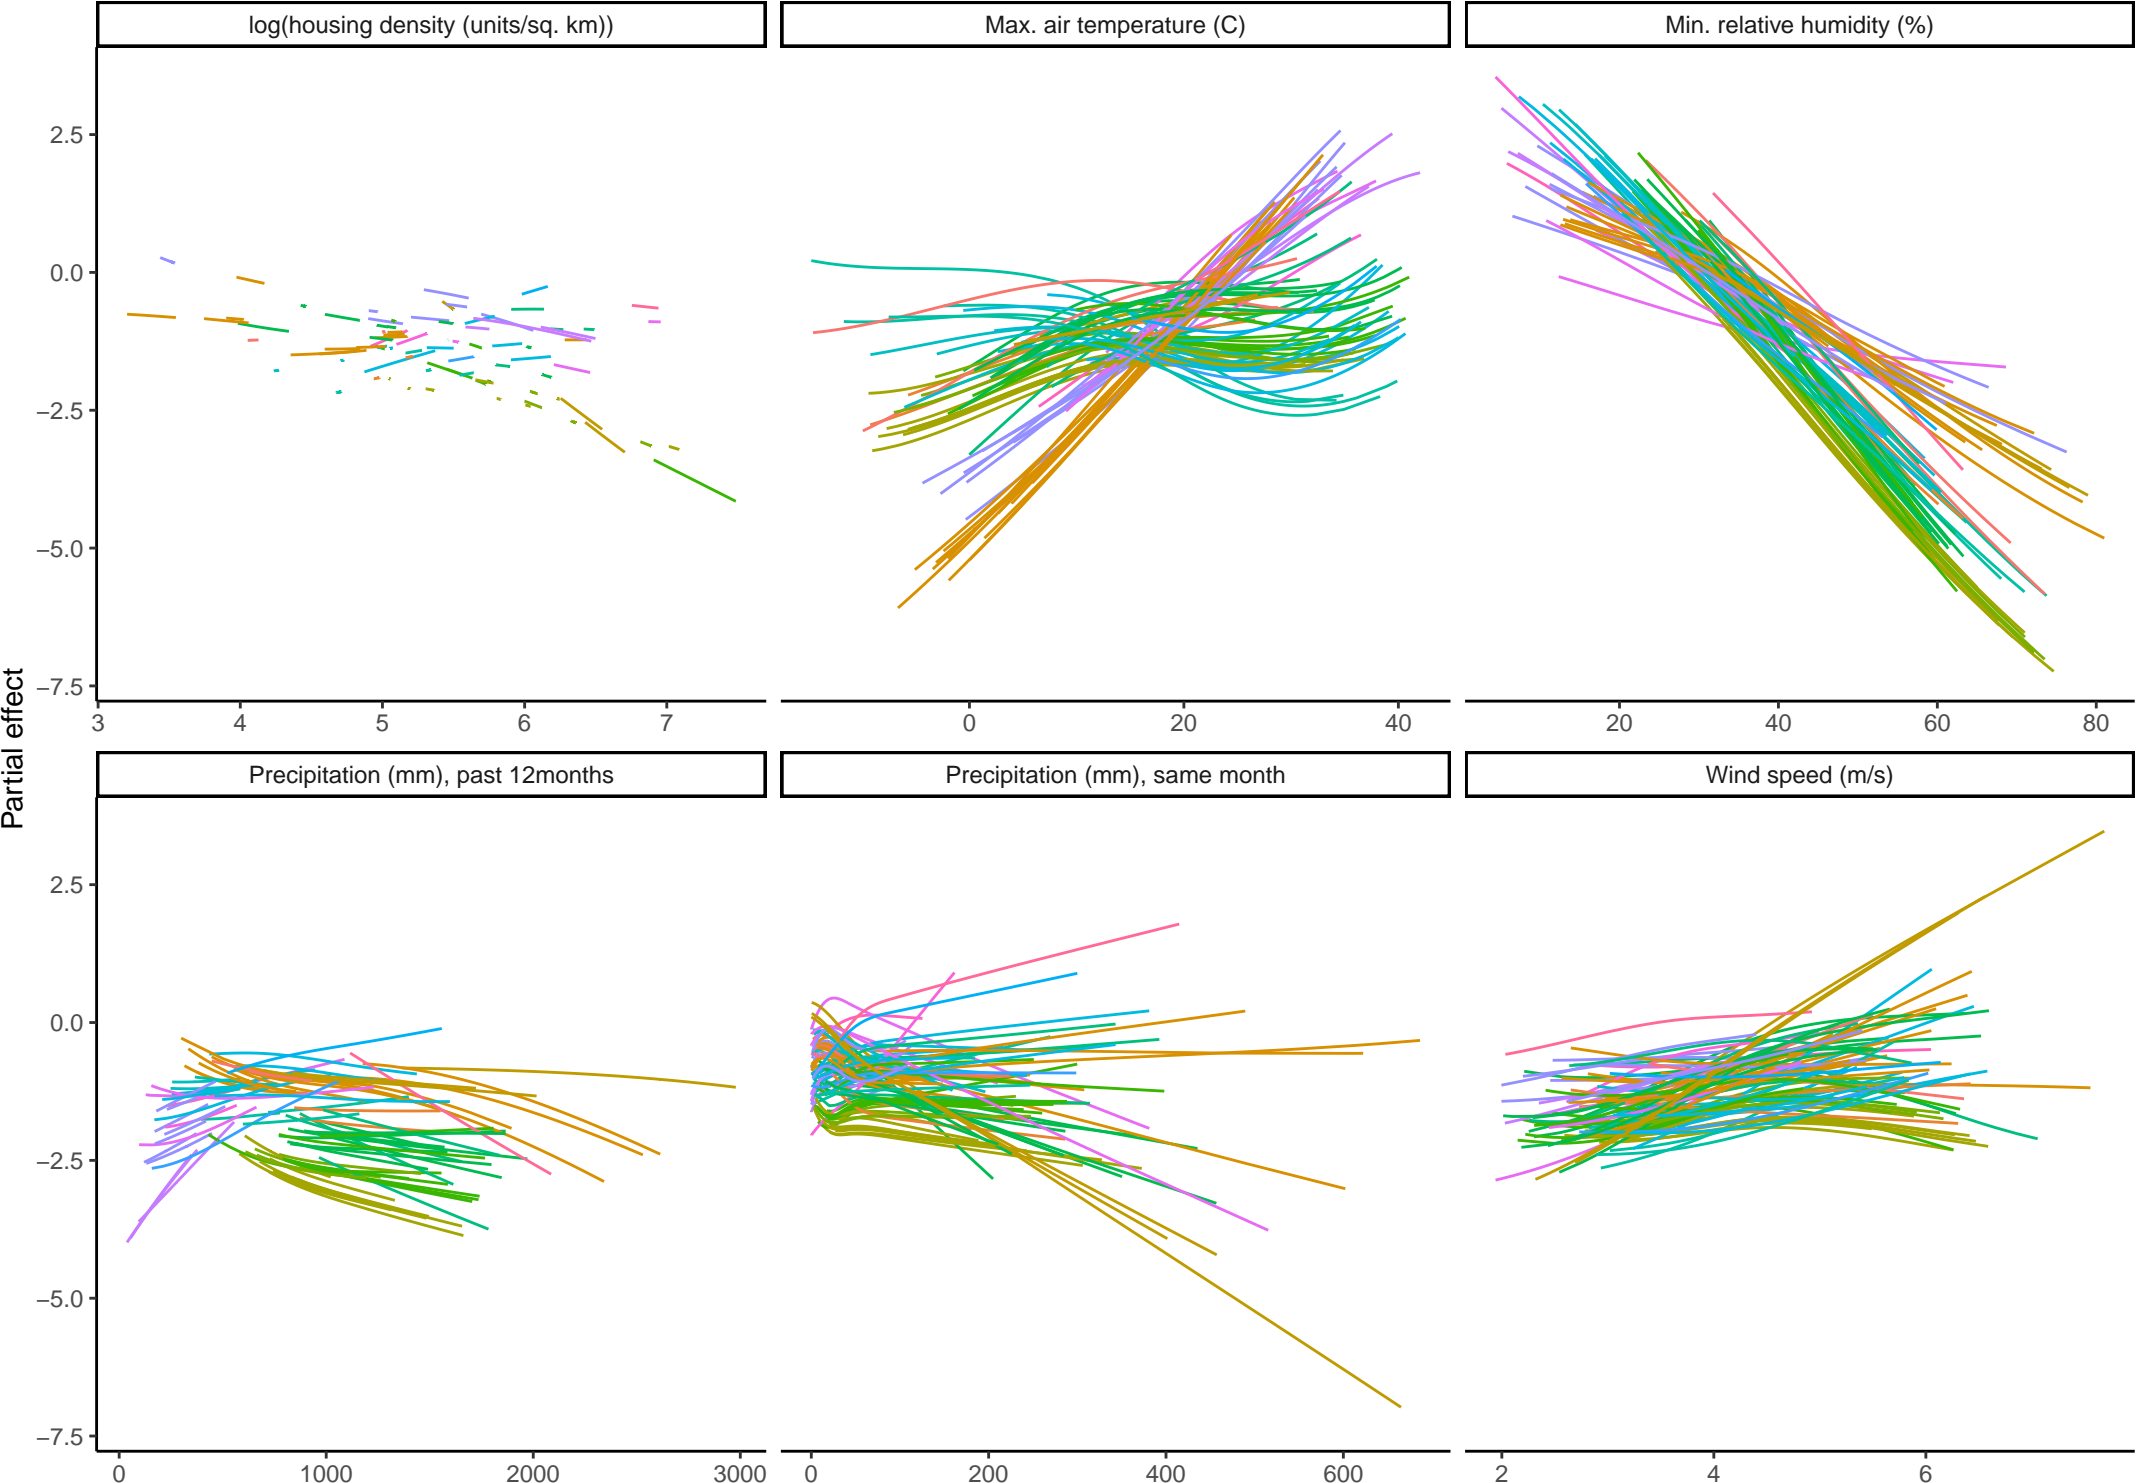 log(housing density (units/sq. km))
Max. air temperature (C)
Min. relative humidity (%)
2.5
0.0
−2.5
−5.0
−7.5
3 4 5 6 7
0 20 40
20 40 60 80
Partial effect
Precipitation (mm), past 12months
Precipitation (mm), same month
Wind speed (m/s)
2.5
0.0
−2.5
−5.0
−7.5
0 1000 2000 3000
0 200 400 600
2 4 6